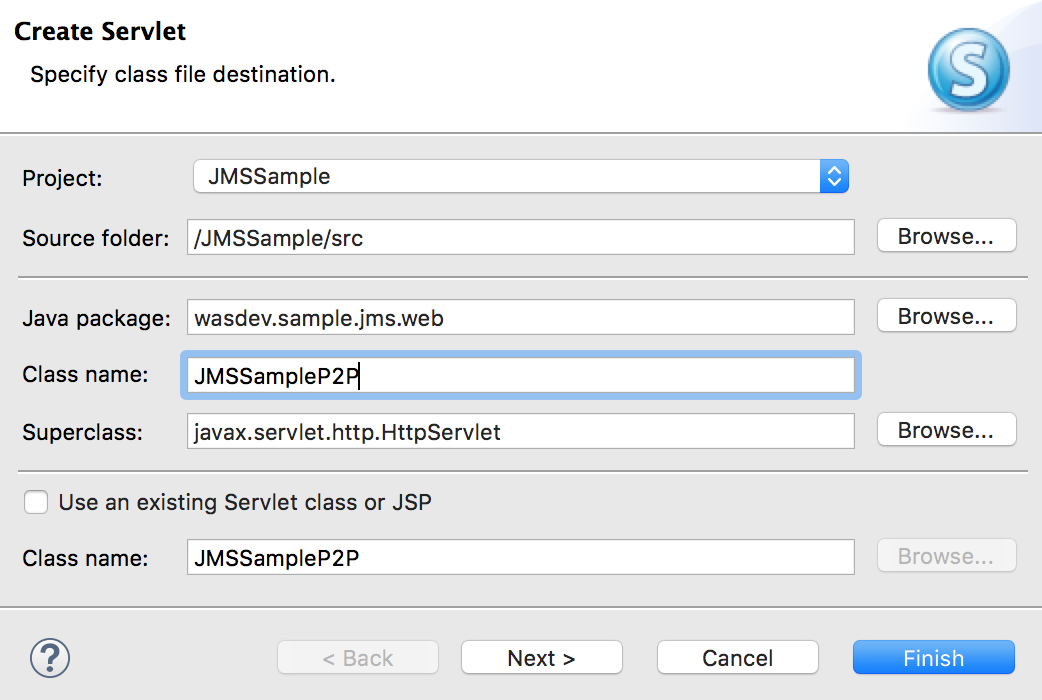 Create Servlet
Specify class file destination.
S
Project: JMSSample
Source folder: /JMSSample/src Browse...
Java package: wasdev.sample.jms.web Browse...
Class name: JMSSampleP2P
Superclass: javax.servlet.http.HttpServlet Browse...
Use an existing Servlet class or JSP
Class name: JMSSampleP2P Browse...
? < Back Next > Cancel Finish